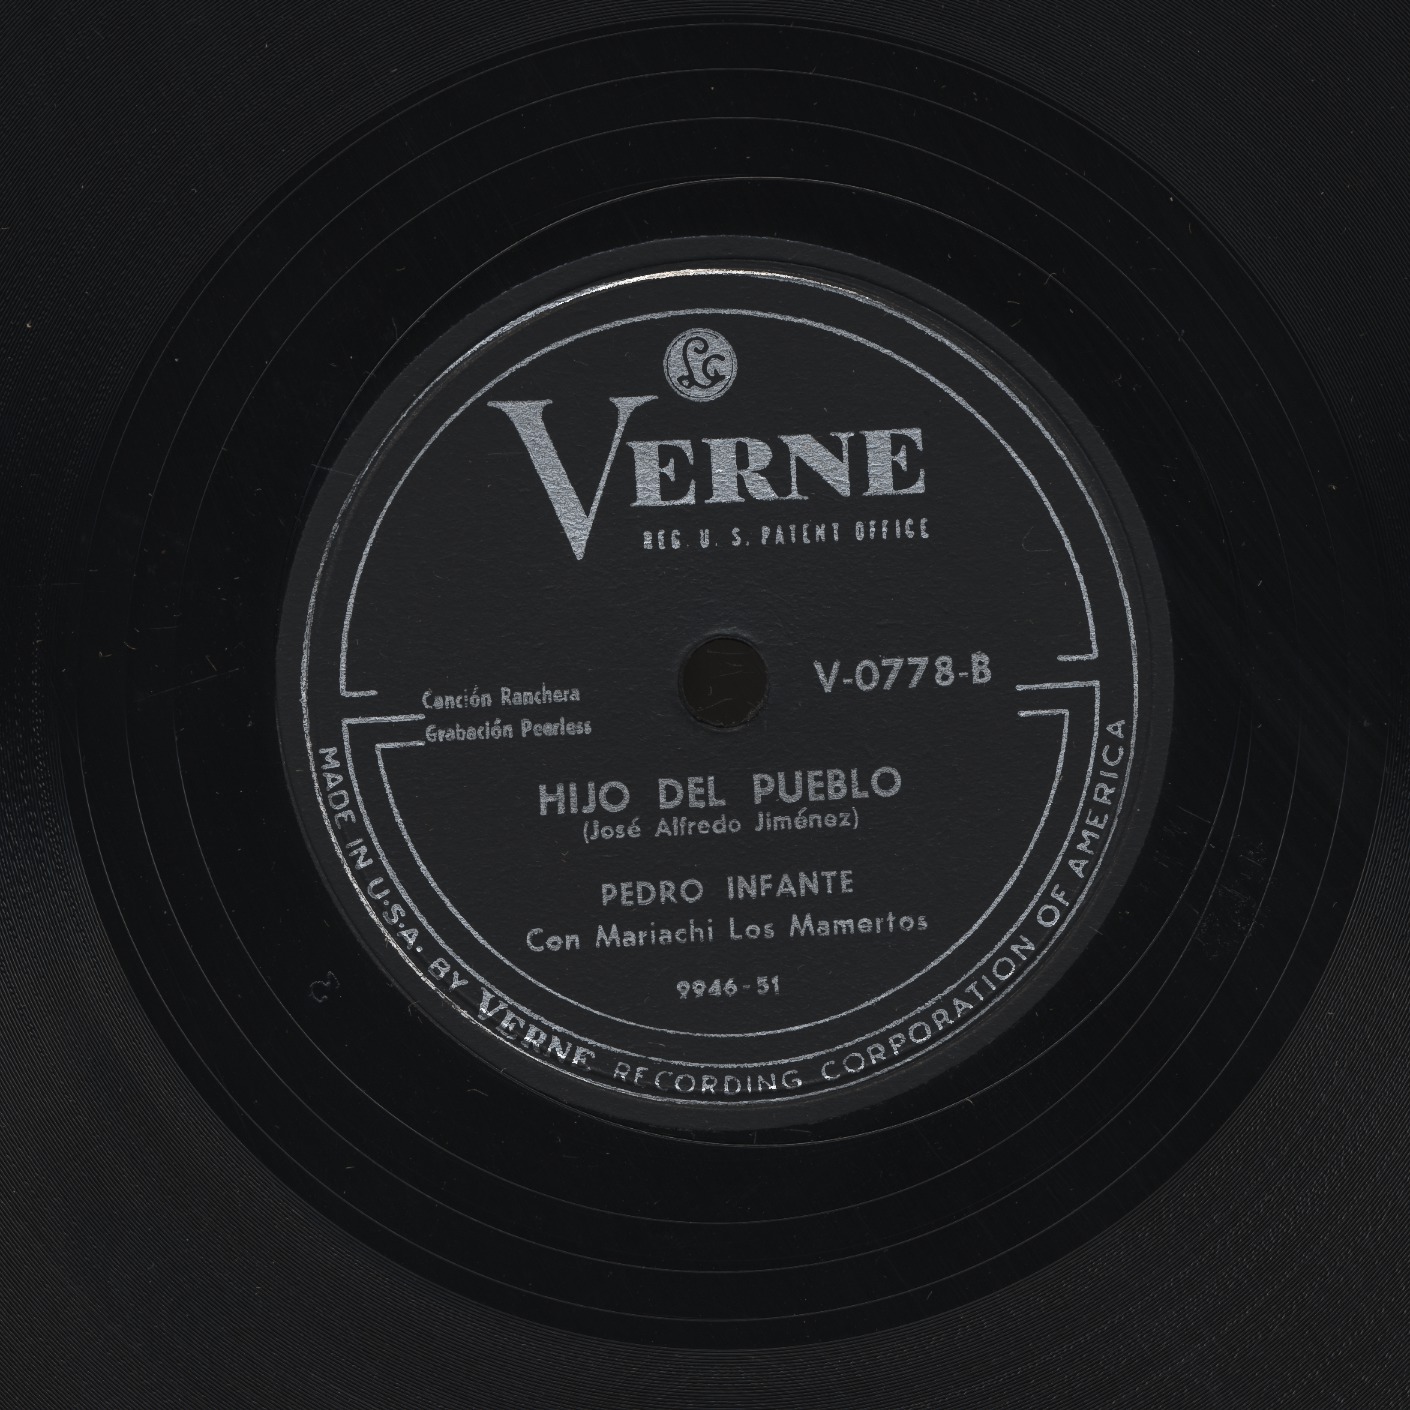 LG
VERNE
REG. U. S. PATENT OFFICE
V-0778-B
Canción Ranchera
Grabación Peerless
HIJO DEL PUEBLO
(José Alfredo Jiménez)
PEDRO INFANTE
Con Mariachi Los Mamertos
9946-51
MADE IN U.S.A. BY VERNE RECORDING CORPORATION OF AMERICA